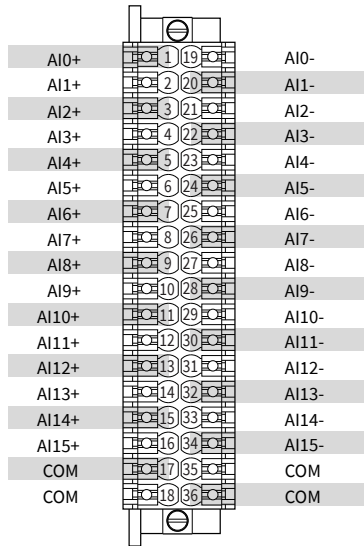 AI0+ 1 19 AI0-
AI1+ 2 20 AI1-
AI2+ 3 21 AI2-
AI3+ 4 22 AI3-
AI4+ 5 23 AI4-
AI5+ 6 24 AI5-
AI6+ 7 25 AI6-
AI7+ 8 26 AI7-
AI8+ 9 27 AI8-
AI9+ 10 28 AI9-
AI10+ 11 29 AI10-
AI11+ 12 30 AI11-
AI12+ 13 31 AI12-
AI13+ 14 32 AI13-
AI14+ 15 33 AI14-
AI15+ 16 34 AI15-
COM 17 35 COM
COM 18 36 COM